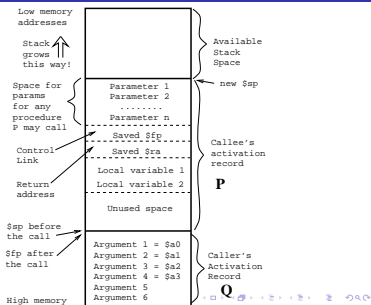 Low memory
addresses
Stack
grows
this way!
Available
Stack
Space
new $sp
Space for
params
for any
procedure
P may call
Parameter 1
Parameter 2
........
Parameter n
Saved $fp
Saved $ra
Control
Link
Return
address
Local variable 1
Local variable 2
Unused space
Callee's
activation
record
P
$sp before
the call
$fp after
the call
High memory
Argument 1 = $a0
Argument 2 = $a1
Argument 3 = $a2
Argument 4 = $a3
Argument 5
Argument 6
Caller's
Activation
Record
Q